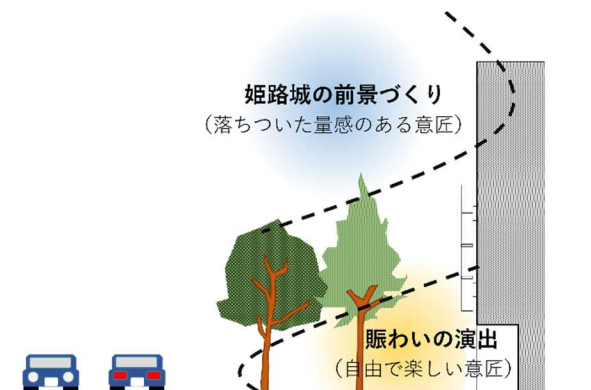 姫路城の前景づくり
（落ちついた量感のある意匠）
賑わいの演出
（自由で楽しい意匠）